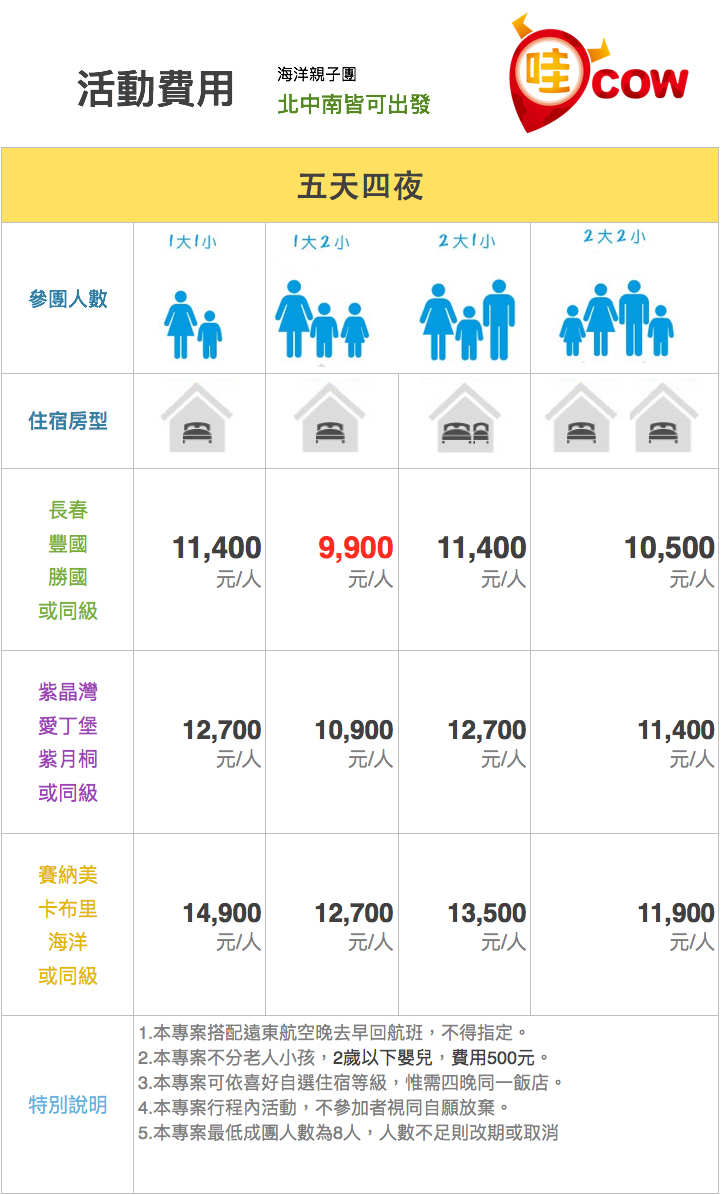 活動費用
海洋親子團
北中南皆可出發
哇COW
五天四夜
參團人數
1大1小
1大2小
2大1小
2大2小
住宿房型
長春
豐國
勝國
或同級
11,400
元/人
9,900
元/人
11,400
元/人
10,500
元/人
紫晶灣
愛丁堡
紫月桐
或同級
12,700
元/人
10,900
元/人
12,700
元/人
11,400
元/人
賽納美
卡布里
海洋
或同級
14,900
元/人
12,700
元/人
13,500
元/人
11,900
元/人
特別說明
1.本專案搭配遠東航空晚去早回航班，不得指定。
2.本專案不分老人小孩，2歲以下嬰兒，費用500元。
3.本專案可依喜好自選住宿等級，惟需四晚同一飯店。
4.本專案行程內活動，不參加者視同自願放棄。
5.本專案最低成團人數為8人，人數不足則改期或取消